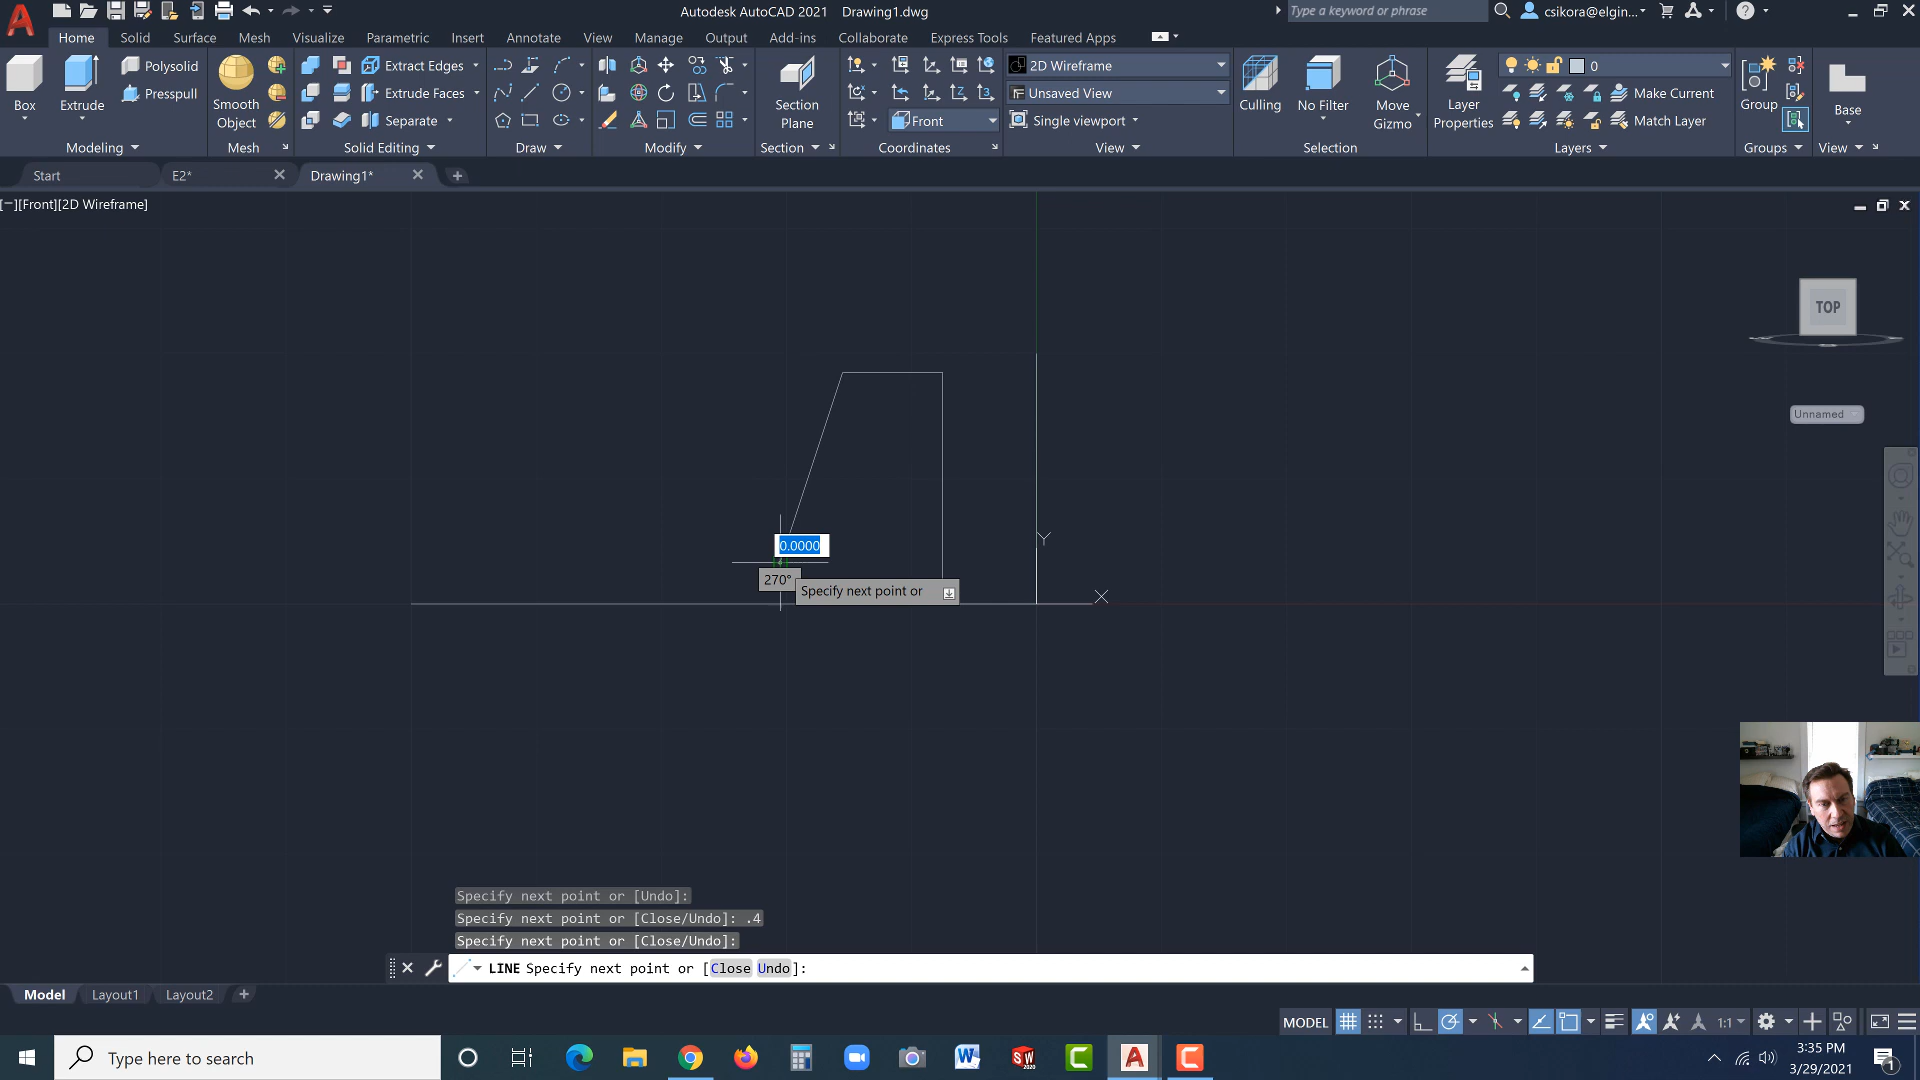 Autodesk AutoCAD 2021 Drawing1.dwg
Type a keyword or phrase
csikora@elgin...
Home Solid Surface Mesh Visualize Parametric Insert Annotate View Manage Output Add-ins Collaborate Express Tools Featured Apps
Box
Extrude
Polysolid
Presspull
Smooth
Object
Extract Edges
Extrude Faces
Separate
Section
Plane
Front
2D Wireframe
Unsaved View
Single viewport
Culling
No Filter
Move
Gizmo
Layer
Properties
0
Make Current
Match Layer
Group
Base
Modeling Mesh Solid Editing Draw Modify Section Coordinates View Selection Layers Groups View
Start E2* Drawing1*
[−][Front][2D Wireframe]
TOP
Unnamed
Y
X
0.0000
270°
Specify next point or
Specify next point or [Undo]:
Specify next point or [Close/Undo]: .4
Specify next point or [Close/Undo]:
LINE Specify next point or [Close Undo]:
Model Layout1 Layout2
MODEL
1:1
Type here to search
3:35 PM
3/29/2021
1